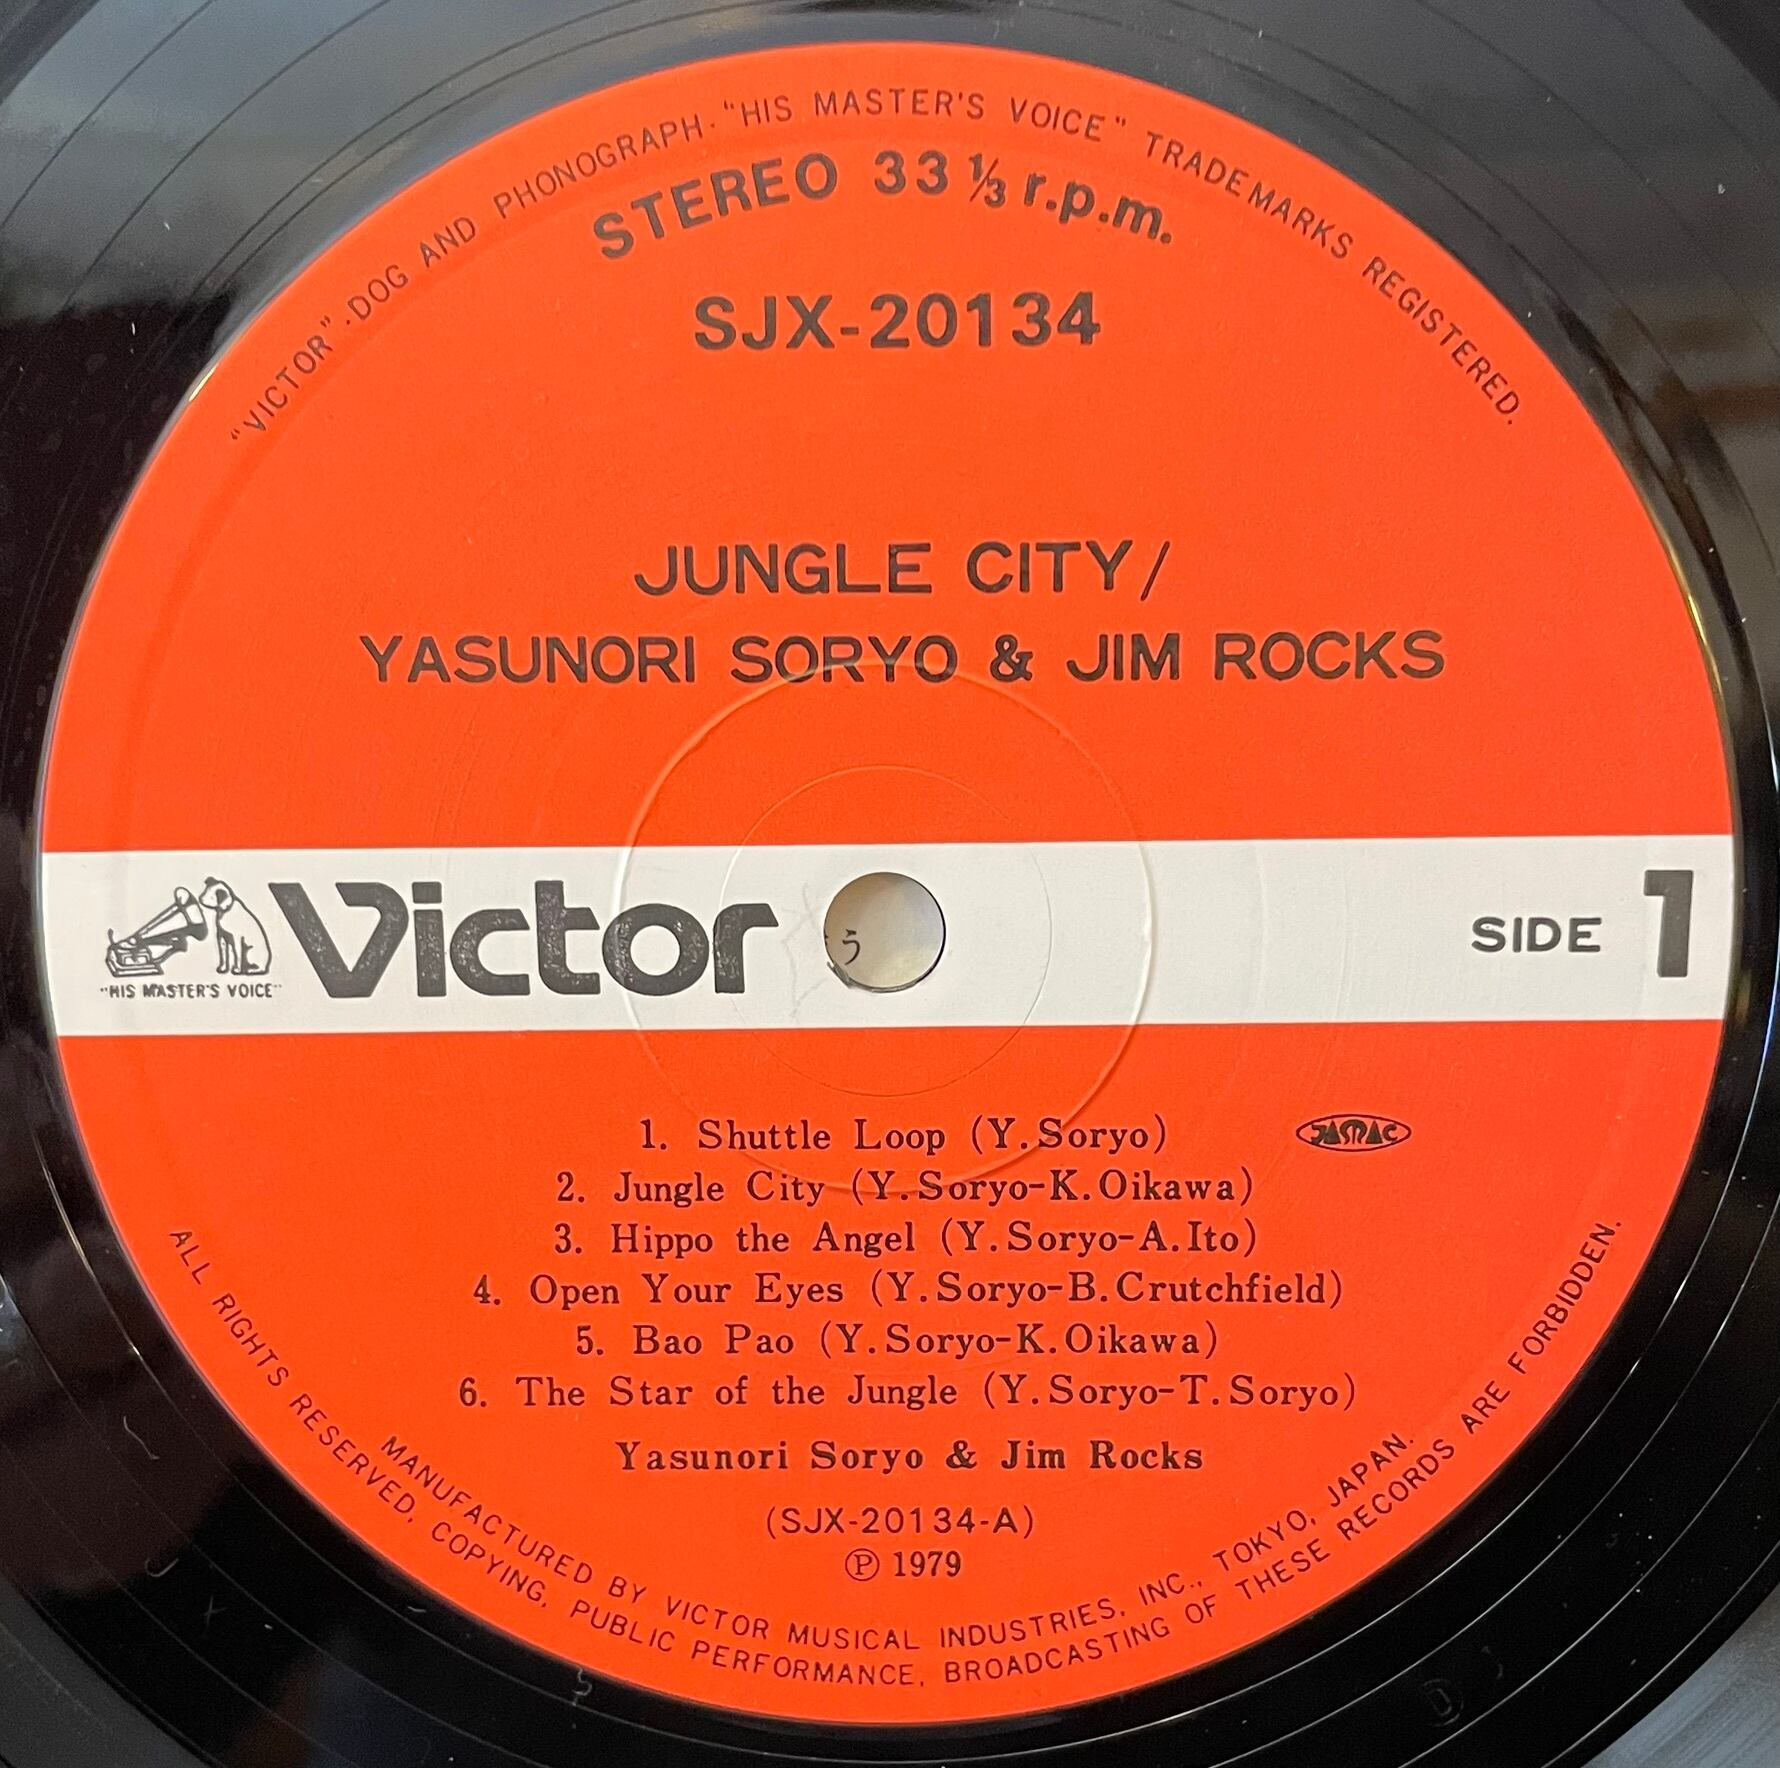 "VICTOR"·DOG AND PHONOGRAPH·"HIS MASTER'S VOICE" TRADEMARKS REGISTERED.
STEREO 33 ⅓ r.p.m.
SJX-20134
JUNGLE CITY/
YASUNORI SORYO & JIM ROCKS
Victor
"HIS MASTER'S VOICE"
う
SIDE 1
1. Shuttle Loop (Y.Soryo)
JASRAC
2. Jungle City (Y.Soryo-K.Oikawa)
3. Hippo the Angel (Y.Soryo-A.Ito)
4. Open Your Eyes (Y.Soryo-B.Crutchfield)
5. Bao Pao (Y.Soryo-K.Oikawa)
6. The Star of the Jungle (Y.Soryo-T.Soryo)
Yasunori Soryo & Jim Rocks
(SJX-20134-A)
Ⓟ 1979
MANUFACTURED BY VICTOR MUSICAL INDUSTRIES, INC., TOKYO, JAPAN.
ALL RIGHTS RESERVED, COPYING, PUBLIC PERFORMANCE, BROADCASTING OF THESE RECORDS ARE FORBIDDEN.